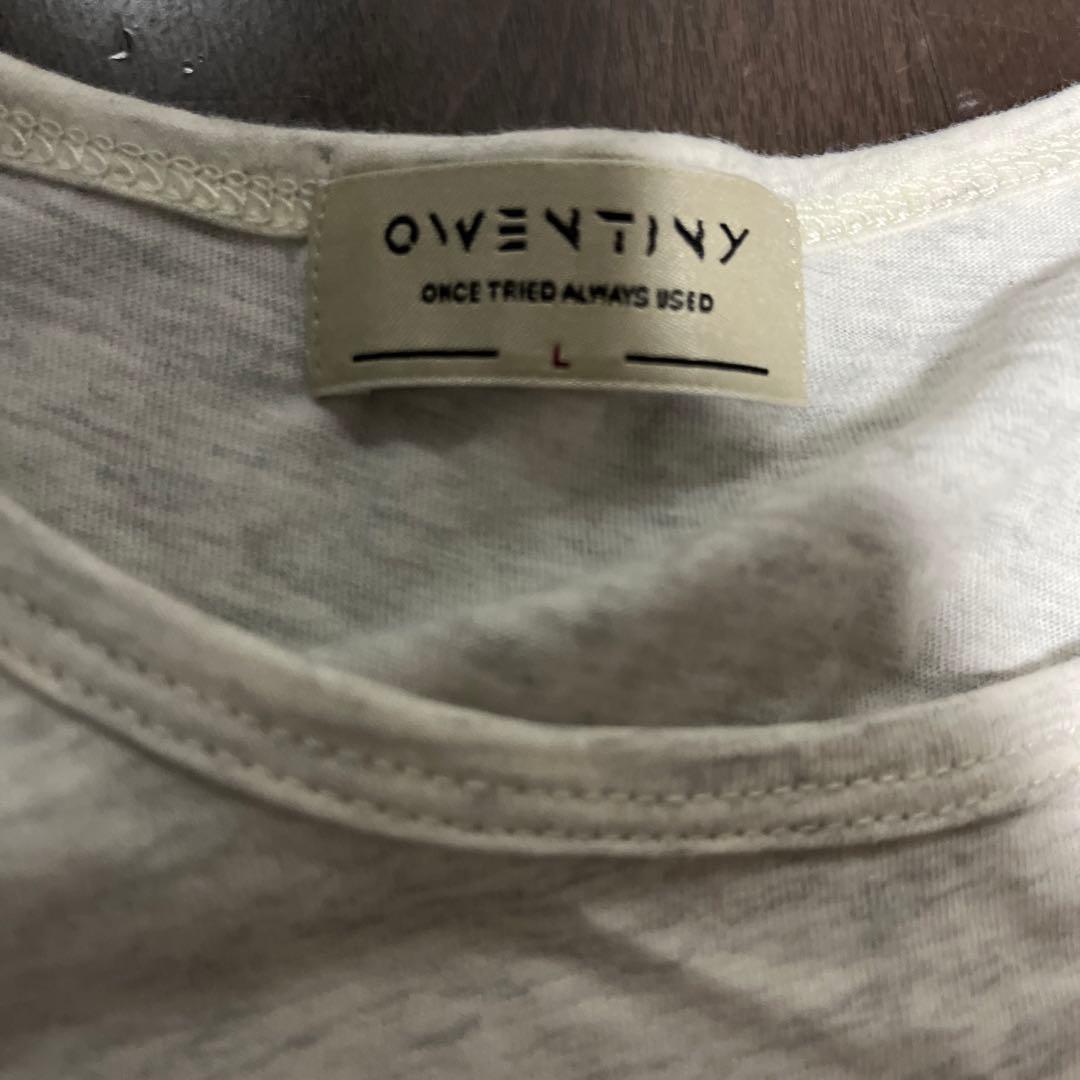 OWENTINY
ONCE TRIED ALWAYS USED
L